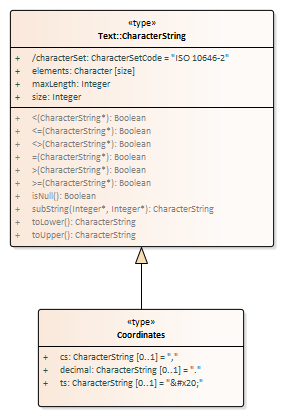 «type»
Text::CharacterString
+ /characterSet: CharacterSetCode = "ISO 10646-2"
+ elements: Character [size]
+ maxLength: Integer
+ size: Integer
+ <(CharacterString*): Boolean
+ <=(CharacterString*): Boolean
+ <>(CharacterString*): Boolean
+ =(CharacterString*): Boolean
+ >(CharacterString*): Boolean
+ >=(CharacterString*): Boolean
+ isNull(): Boolean
+ subString(Integer*, Integer*): CharacterString
+ toLower(): CharacterString
+ toUpper(): CharacterString
«type»
Coordinates
+ cs: CharacterString [0..1] = ","
+ decimal: CharacterString [0..1] = "."
+ ts: CharacterString [0..1] = "&#x20;"